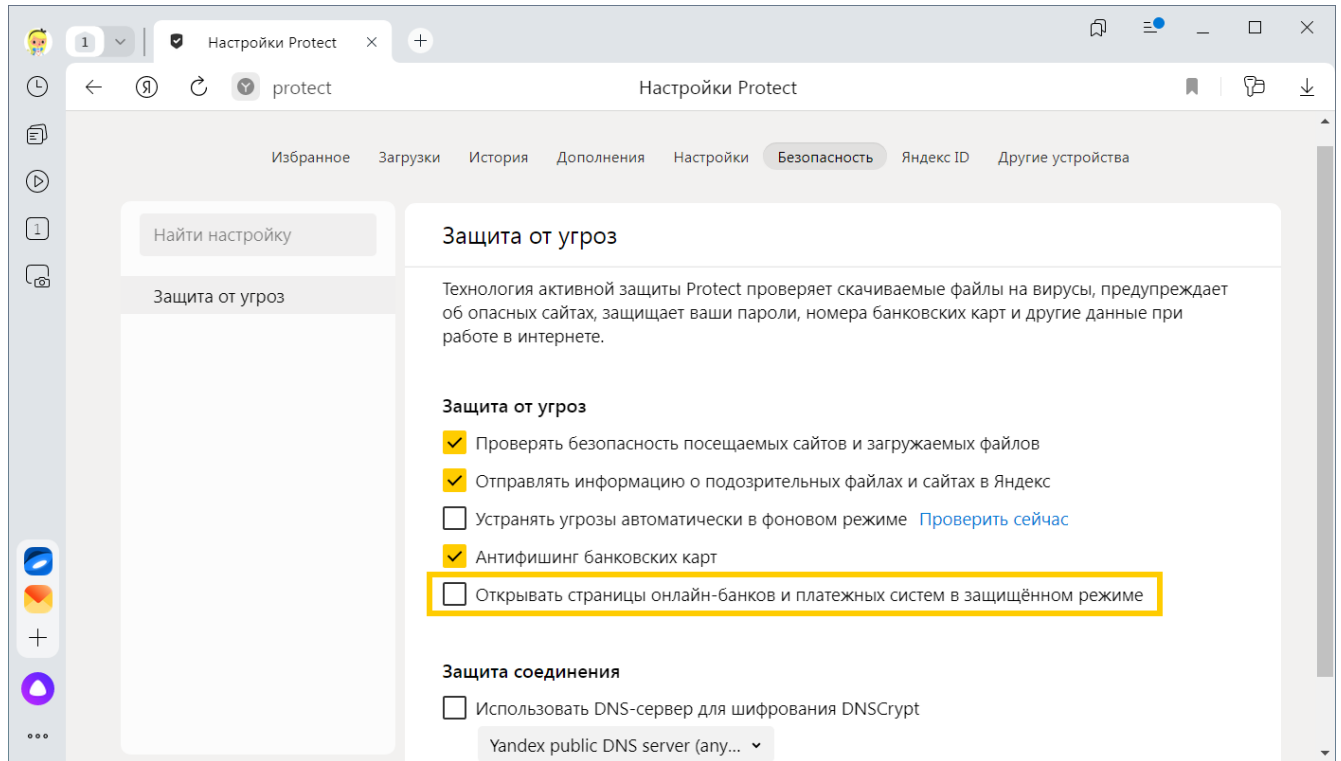 1
Настройки Protect
Я
protect
Настройки Protect
Избранное Загрузки История Дополнения Настройки Безопасность Яндекс ID Другие устройства
1
Найти настройку
Защита от угроз
Защита от угроз
Технология активной защиты Protect проверяет скачиваемые файлы на вирусы, предупреждает
об опасных сайтах, защищает ваши пароли, номера банковских карт и другие данные при
работе в интернете.
Защита от угроз
Проверять безопасность посещаемых сайтов и загружаемых файлов
Отправлять информацию о подозрительных файлах и сайтах в Яндекс
Устранять угрозы автоматически в фоновом режиме Проверить сейчас
Антифишинг банковских карт
Открывать страницы онлайн-банков и платежных систем в защищённом режиме
Защита соединения
Использовать DNS-сервер для шифрования DNSCrypt
Yandex public DNS server (any...